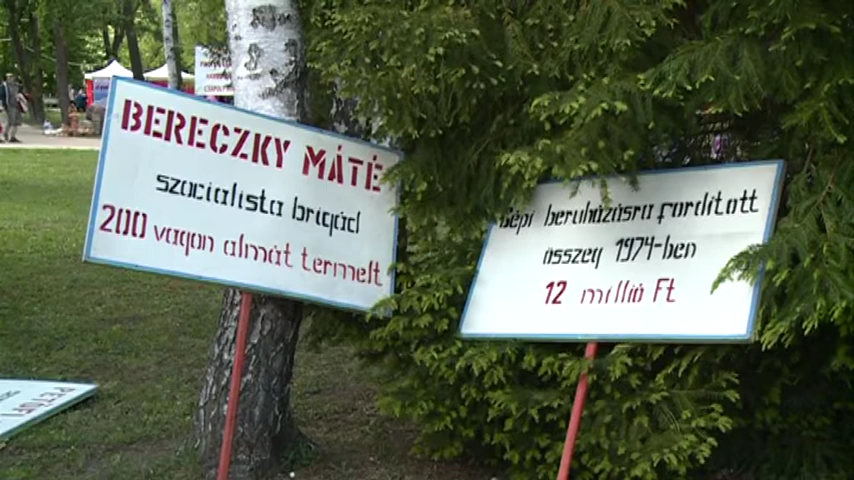 BERECZKY MÁTÉ
szocialista brigád
200 vagon almát termelt
Gépi beruházásra fordított
összeg 1974-ben
12 millió Ft